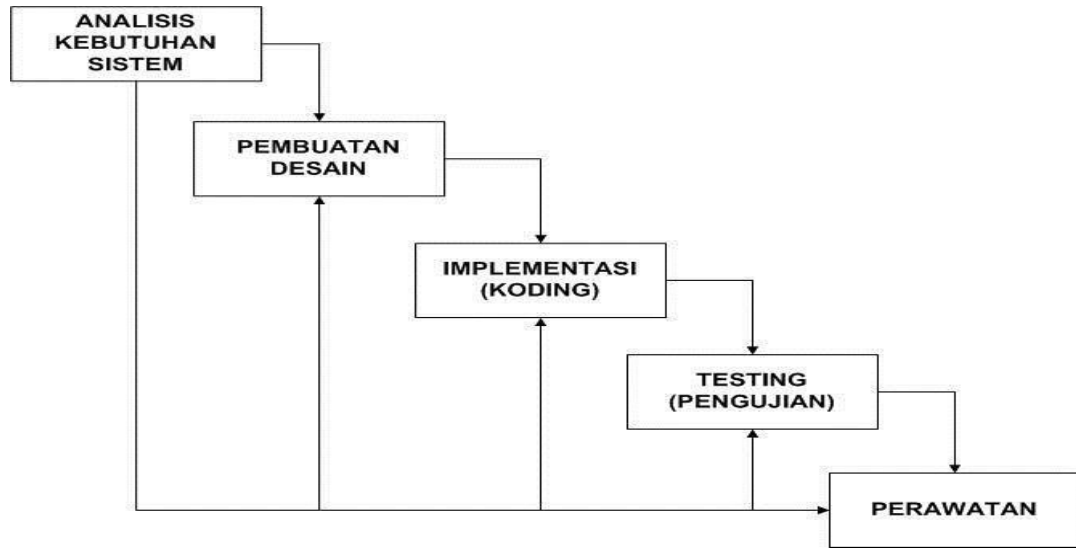 ANALISIS
KEBUTUHAN
SISTEM
PEMBUATAN
DESAIN
IMPLEMENTASI
(KODING)
TESTING
(PENGUJIAN)
PERAWATAN